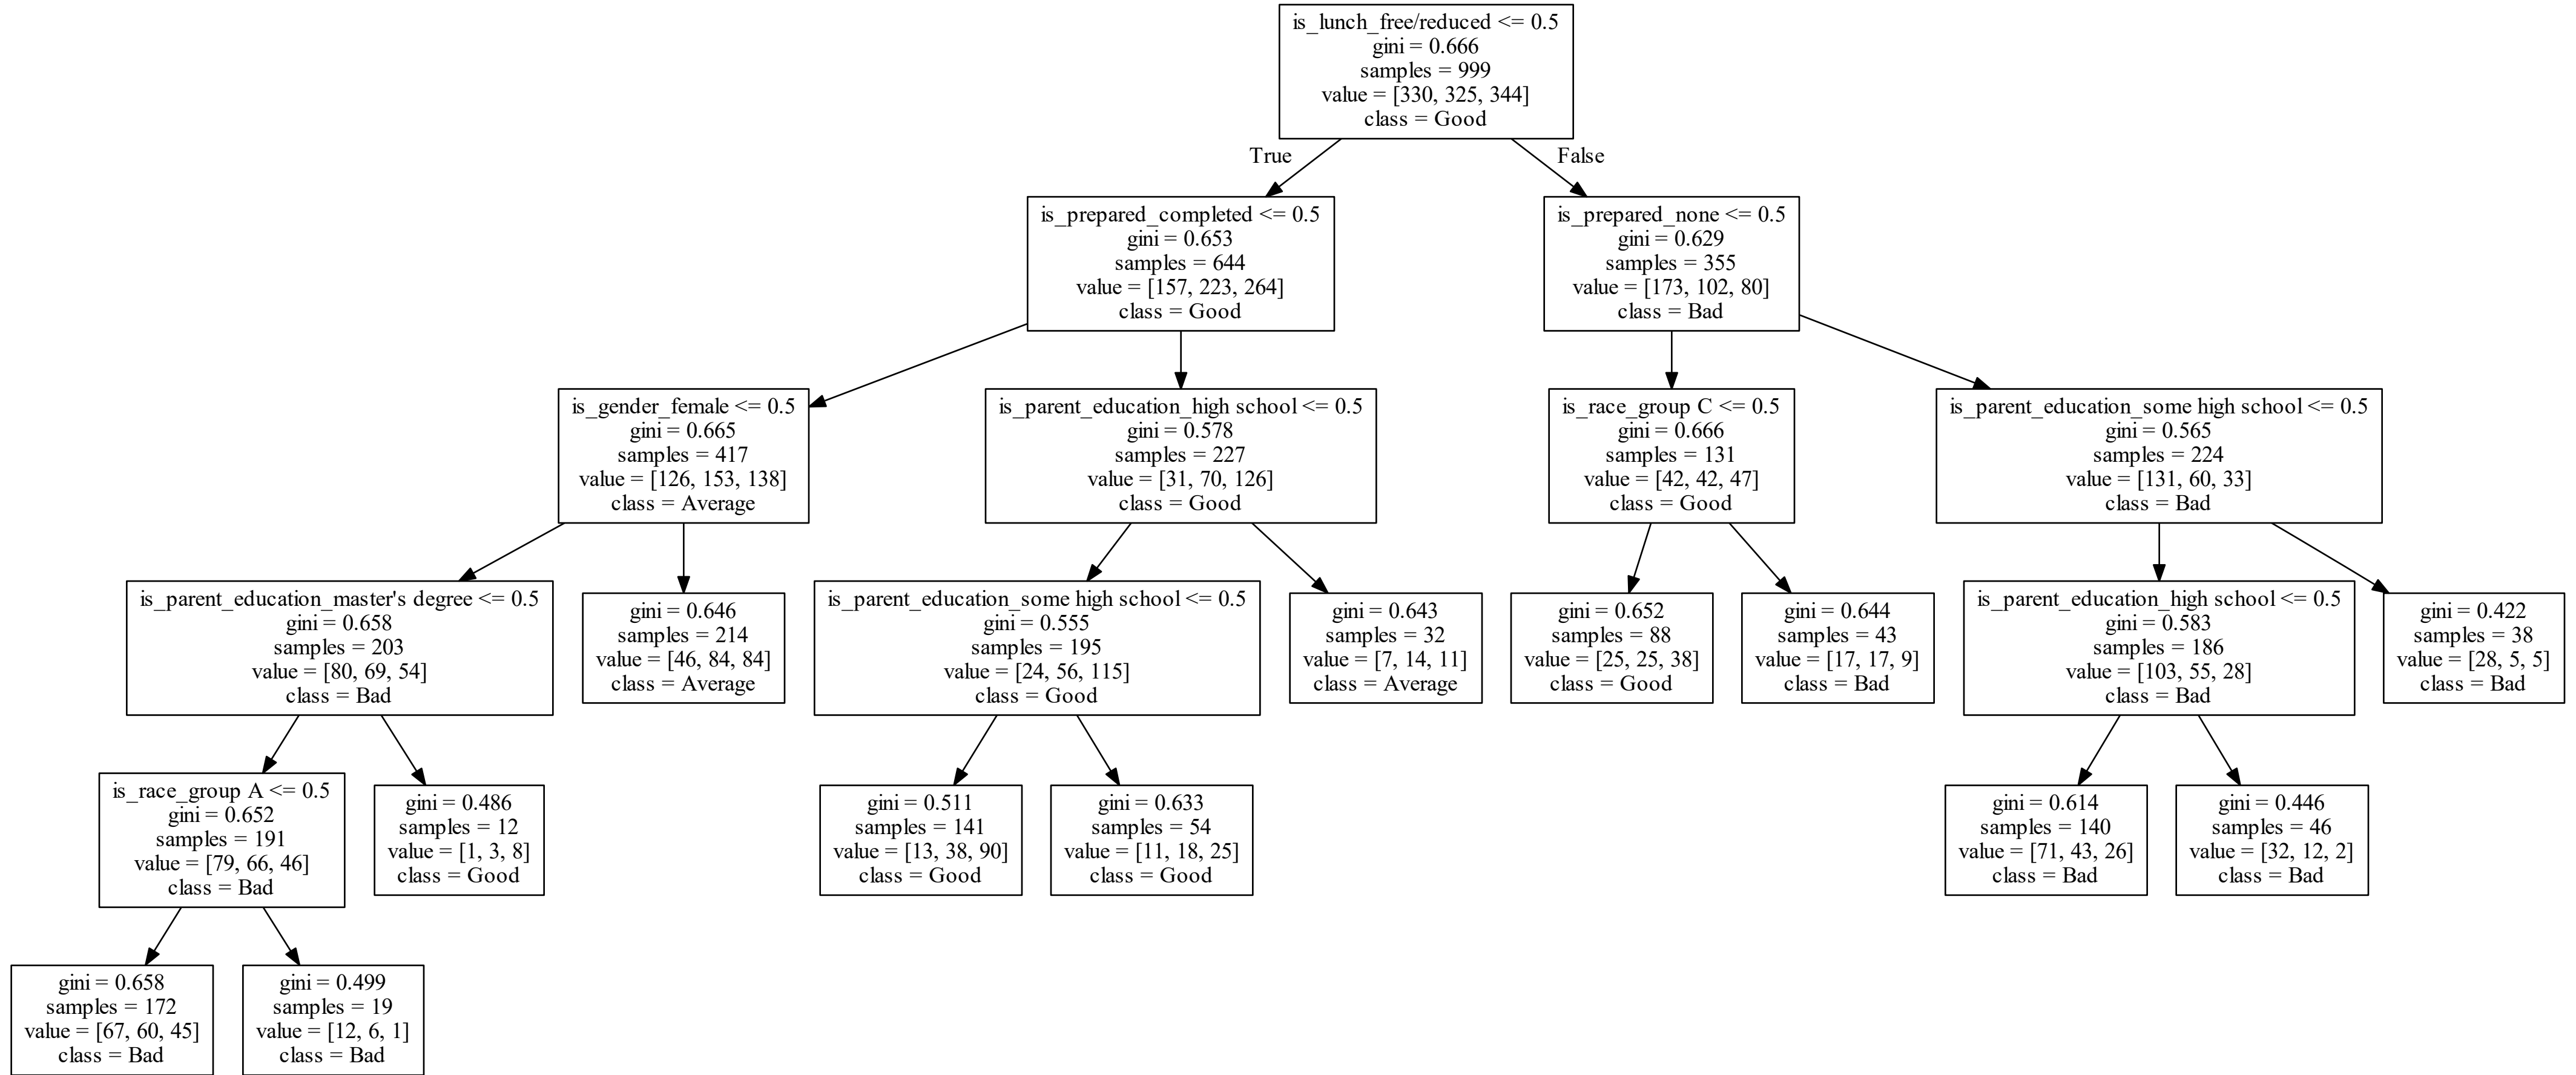 is_lunch_free/reduced <= 0.5
gini = 0.666
samples = 999
value = [330, 325, 344]
class = Good
True
False
is_prepared_completed <= 0.5
gini = 0.653
samples = 644
value = [157, 223, 264]
class = Good
is_prepared_none <= 0.5
gini = 0.629
samples = 355
value = [173, 102, 80]
class = Bad
is_gender_female <= 0.5
gini = 0.665
samples = 417
value = [126, 153, 138]
class = Average
is_parent_education_high school <= 0.5
gini = 0.578
samples = 227
value = [31, 70, 126]
class = Good
is_race_group C <= 0.5
gini = 0.666
samples = 131
value = [42, 42, 47]
class = Good
is_parent_education_some high school <= 0.5
gini = 0.565
samples = 224
value = [131, 60, 33]
class = Bad
is_parent_education_master's degree <= 0.5
gini = 0.658
samples = 203
value = [80, 69, 54]
class = Bad
gini = 0.646
samples = 214
value = [46, 84, 84]
class = Average
is_parent_education_some high school <= 0.5
gini = 0.555
samples = 195
value = [24, 56, 115]
class = Good
gini = 0.643
samples = 32
value = [7, 14, 11]
class = Average
gini = 0.652
samples = 88
value = [25, 25, 38]
class = Good
gini = 0.644
samples = 43
value = [17, 17, 9]
class = Bad
is_parent_education_high school <= 0.5
gini = 0.583
samples = 186
value = [103, 55, 28]
class = Bad
gini = 0.422
samples = 38
value = [28, 5, 5]
class = Bad
is_race_group A <= 0.5
gini = 0.652
samples = 191
value = [79, 66, 46]
class = Bad
gini = 0.486
samples = 12
value = [1, 3, 8]
class = Good
gini = 0.511
samples = 141
value = [13, 38, 90]
class = Good
gini = 0.633
samples = 54
value = [11, 18, 25]
class = Good
gini = 0.614
samples = 140
value = [71, 43, 26]
class = Bad
gini = 0.446
samples = 46
value = [32, 12, 2]
class = Bad
gini = 0.658
samples = 172
value = [67, 60, 45]
class = Bad
gini = 0.499
samples = 19
value = [12, 6, 1]
class = Bad